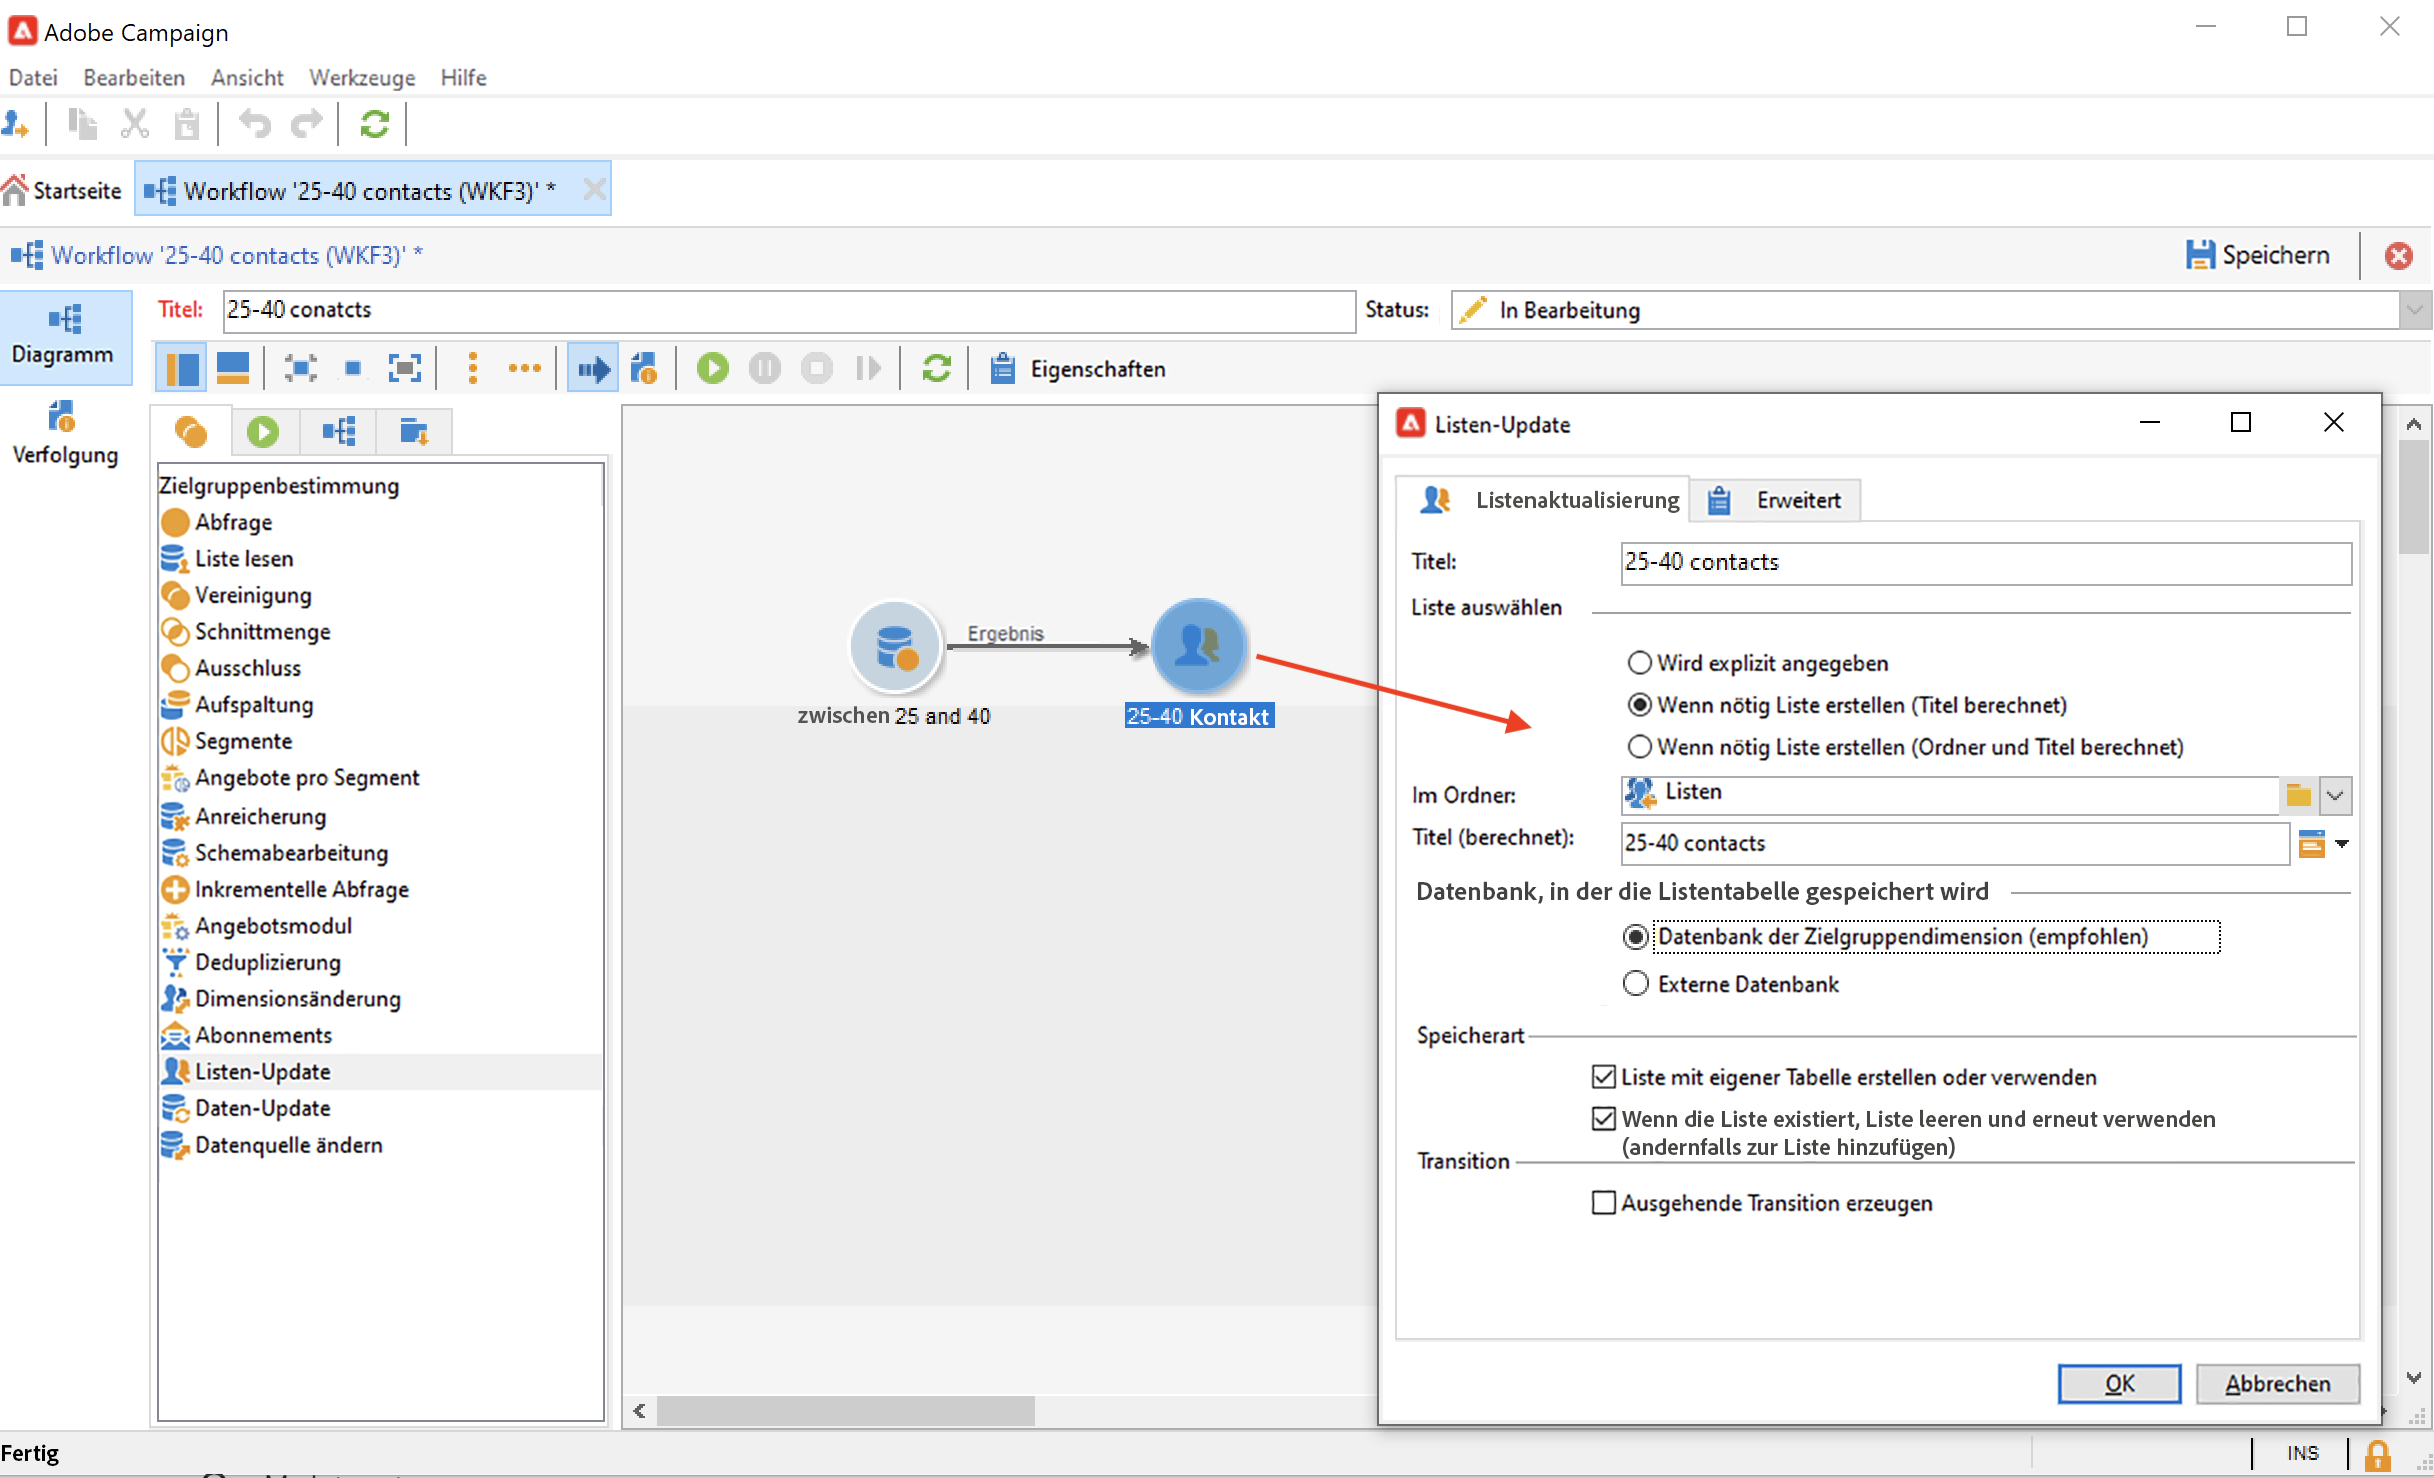 Adobe Campaign
Datei Bearbeiten Ansicht Werkzeuge Hilfe
Startseite Workflow '25-40 contacts (WKF3)' *
Workflow '25-40 contacts (WKF3)' * Speichern
Titel: 25-40 conatcts Status: In Bearbeitung
Diagramm
Eigenschaften
Verfolgung
Zielgruppenbestimmung
Abfrage
Liste lesen
Vereinigung
Schnittmenge
Ausschluss
Aufspaltung
Segmente
Angebote pro Segment
Anreicherung
Schemabearbeitung
Inkrementelle Abfrage
Angebotsmodul
Deduplizierung
Dimensionsänderung
Abonnements
Listen-Update
Daten-Update
Datenquelle ändern
Ergebnis
zwischen 25 and 40
25-40 Kontakt
Listen-Update
Listenaktualisierung Erweitert
Titel: 25-40 contacts
Liste auswählen
Wird explizit angegeben
Wenn nötig Liste erstellen (Titel berechnet)
Wenn nötig Liste erstellen (Ordner und Titel berechnet)
Im Ordner: Listen
Titel (berechnet): 25-40 contacts
Datenbank, in der die Listentabelle gespeichert wird
Datenbank der Zielgruppendimension (empfohlen)
Externe Datenbank
Speicherart
Liste mit eigener Tabelle erstellen oder verwenden
Wenn die Liste existiert, Liste leeren und erneut verwenden
(andernfalls zur Liste hinzufügen)
Transition
Ausgehende Transition erzeugen
OK Abbrechen
Fertig INS